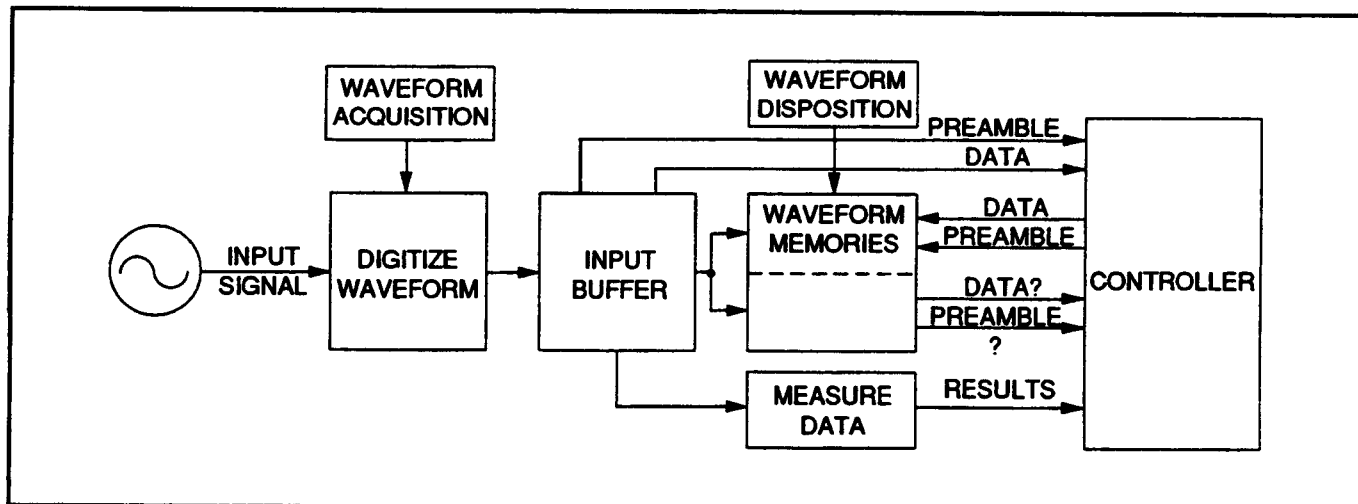 WAVEFORM
ACQUISITION
WAVEFORM
DISPOSITION
PREAMBLE
DATA
INPUT
SIGNAL
DIGITIZE
WAVEFORM
INPUT
BUFFER
WAVEFORM
MEMORIES
DATA
PREAMBLE
DATA?
PREAMBLE
?
CONTROLLER
MEASURE
DATA
RESULTS